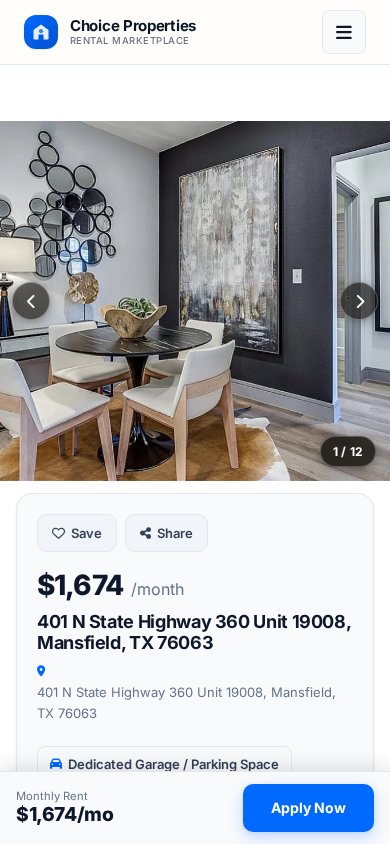 Choice Properties
RENTAL MARKETPLACE
1 / 12
Save
Share
$1,674 /month
401 N State Highway 360 Unit 19008,
Mansfield, TX 76063
401 N State Highway 360 Unit 19008, Mansfield,
TX 76063
Dedicated Garage / Parking Space
Monthly Rent
$1,674/mo
Apply Now